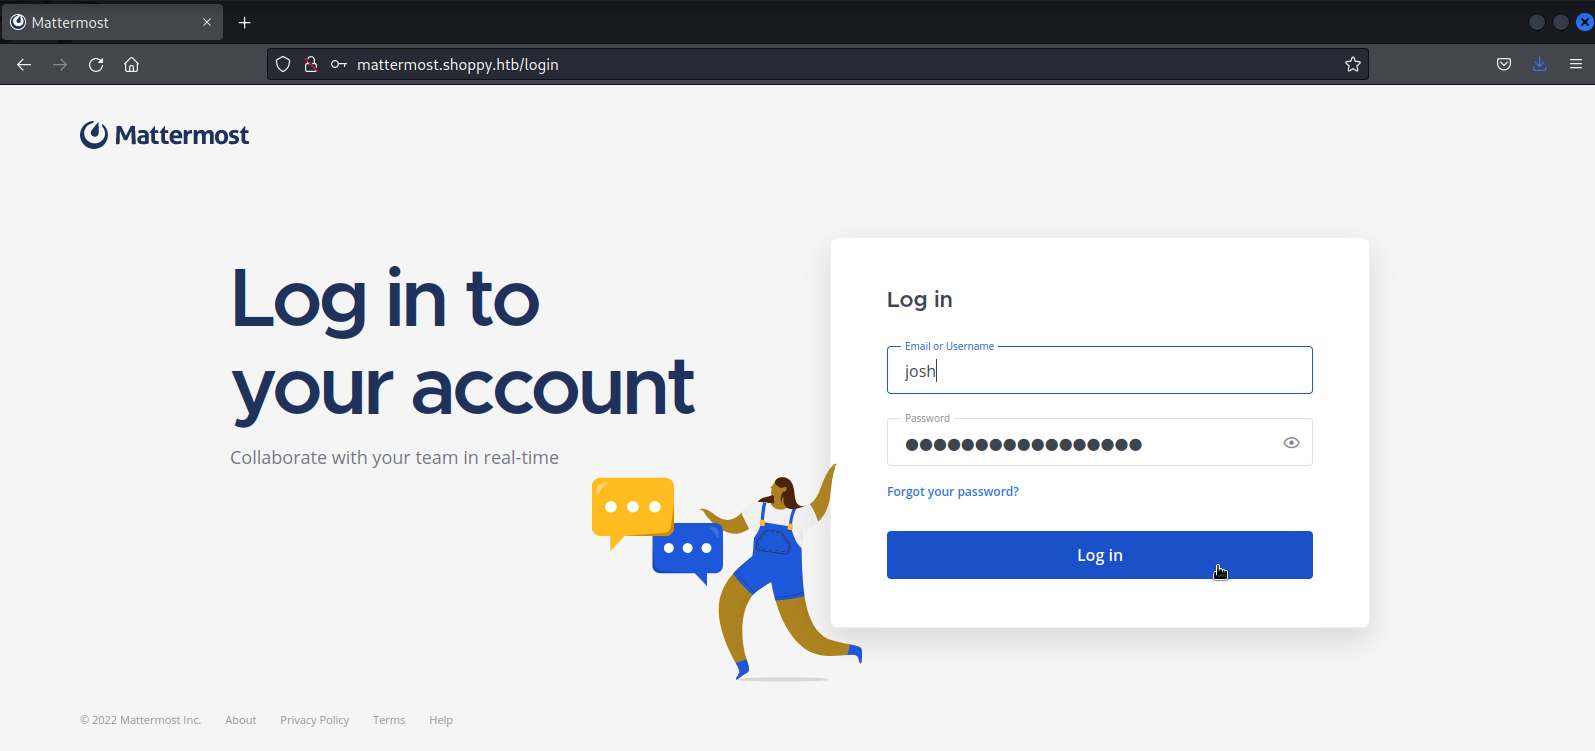 Mattermost
mattermost.shoppy.htb/login
Mattermost
Log in to
your account
Collaborate with your team in real-time
Log in
Email or Username
josh
Password
●●●●●●●●●●●●●●●●●
Forgot your password?
Log in
© 2022 Mattermost Inc. About Privacy Policy Terms Help